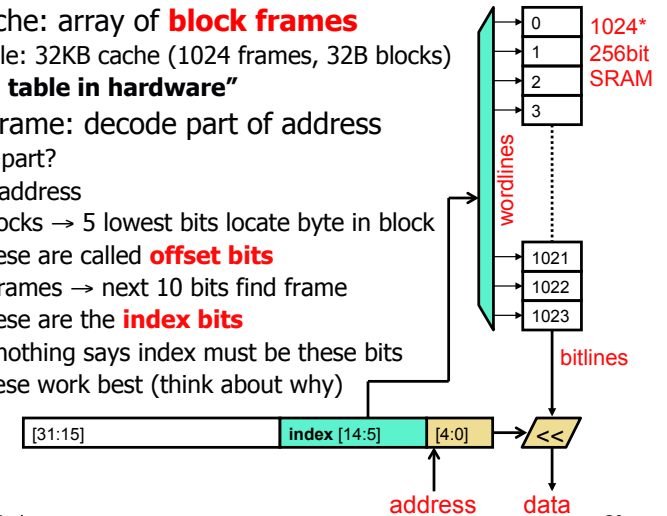 che: array of block frames
le: 32KB cache (1024 frames, 32B blocks)
table in hardware”
rame: decode part of address
part?
address
ocks → 5 lowest bits locate byte in block
ese are called offset bits
rames → next 10 bits find frame
ese are the index bits
nothing says index must be these bits
ese work best (think about why)
0
1
2
3
1021
1022
1023
1024*
256bit
SRAM
wordlines
bitlines
[31:15]
index [14:5]
[4:0]
<<
address
data